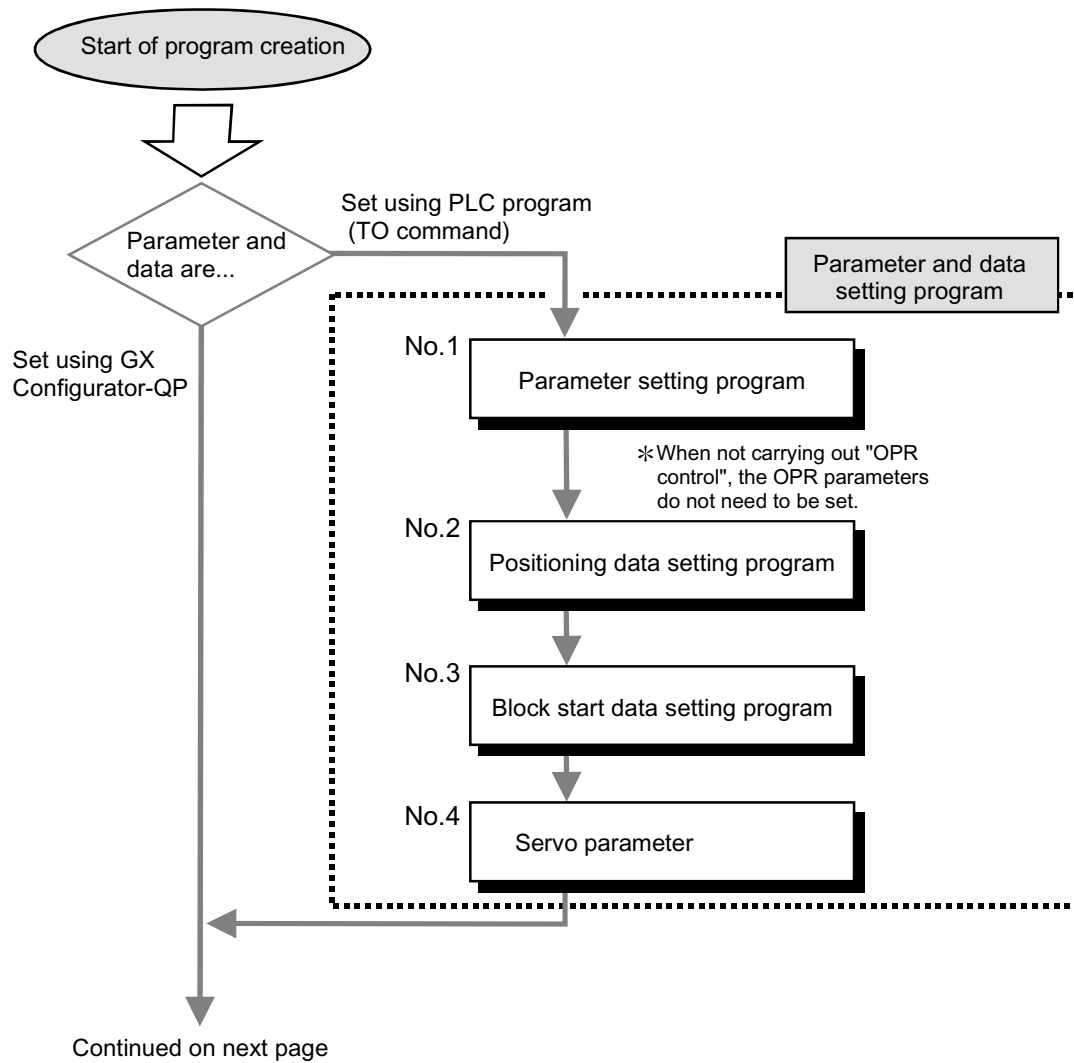 Start of program creation
Set using PLC program
(TO command)
Parameter and
data are...
Parameter and data
setting program
Set using GX
Configurator-QP
No.1
Parameter setting program
✻When not carrying out "OPR
control", the OPR parameters
do not need to be set.
No.2
Positioning data setting program
No.3
Block start data setting program
No.4
Servo parameter
Continued on next page